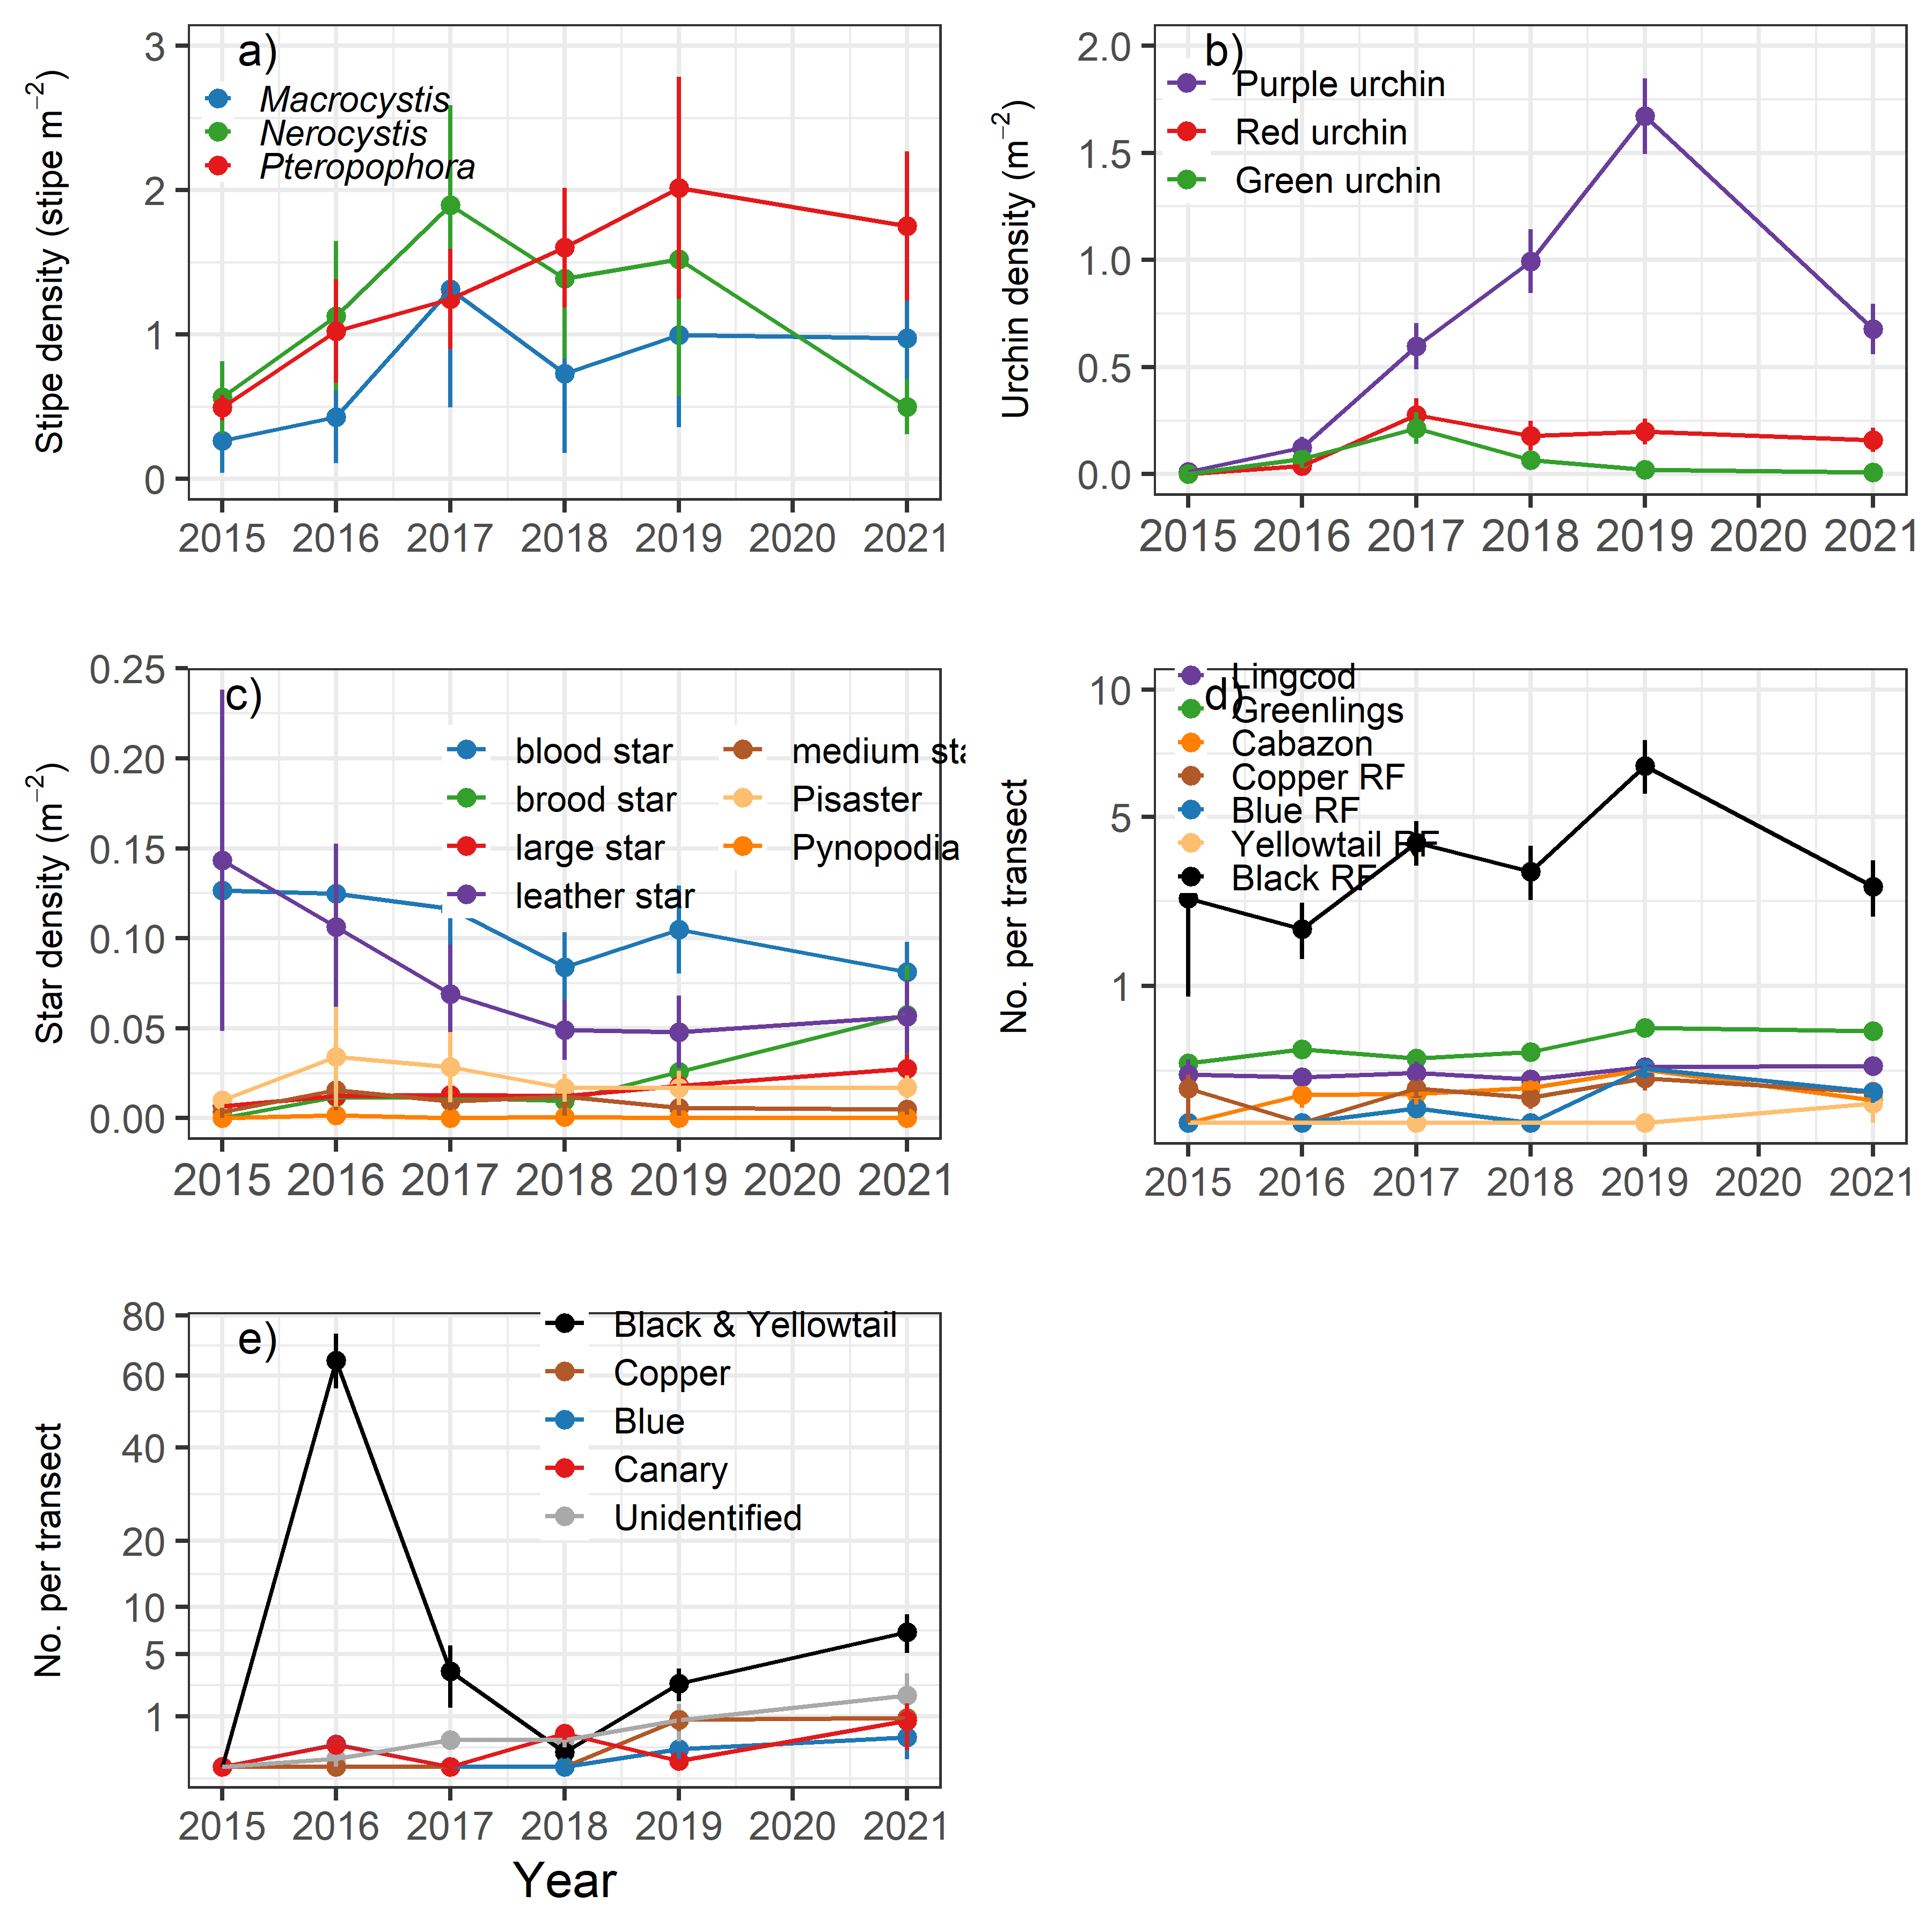 a)
Macrocystis
Nerocystis
Pteropophora
3
2
1
0
Stipe density (stipe m⁻²)
2015 2016 2017 2018 2019 2020 2021
b)
Purple urchin
Red urchin
Green urchin
2.0
1.5
1.0
0.5
0.0
Urchin density (m⁻²)
2015 2016 2017 2018 2019 2020 2021
c)
blood star
brood star
large star
leather star
medium sta
Pisaster
Pynopodia
0.25
0.20
0.15
0.10
0.05
0.00
Star density (m⁻²)
2015 2016 2017 2018 2019 2020 2021
d)
Lingcod
Greenlings
Cabazon
Copper RF
Blue RF
Yellowtail RF
Black RF
10
5
1
No. per transect
2015 2016 2017 2018 2019 2020 2021
e)
Black & Yellowtail
Copper
Blue
Canary
Unidentified
80
60
40
20
10
5
1
No. per transect
2015 2016 2017 2018 2019 2020 2021
Year